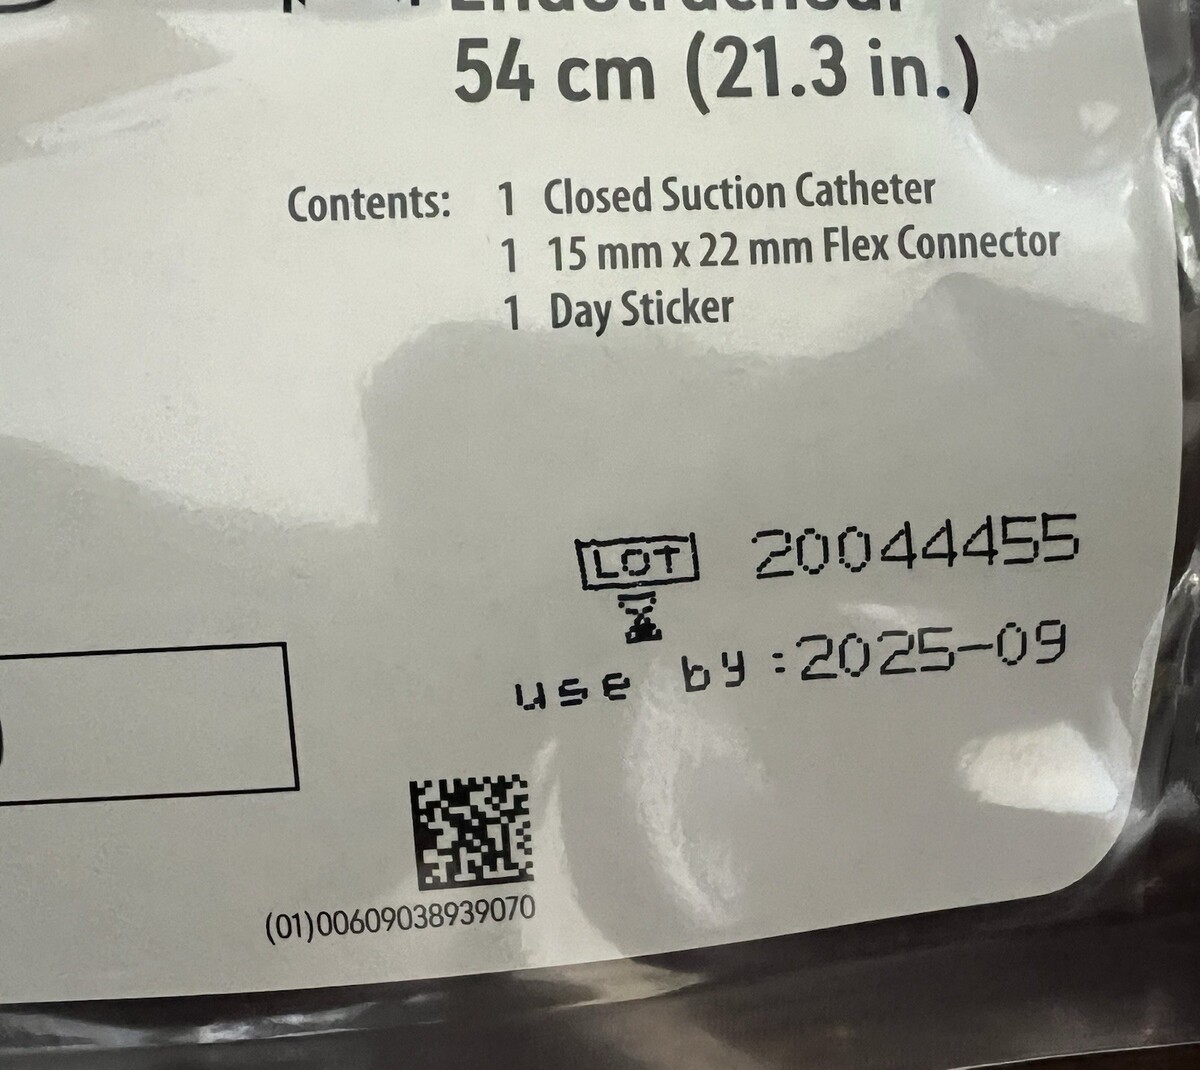 54 cm (21.3 in.)
Contents: 1 Closed Suction Catheter
1 15 mm x 22 mm Flex Connector
1 Day Sticker
LOT 20044455
use by:2025-09
(01)00609038939070